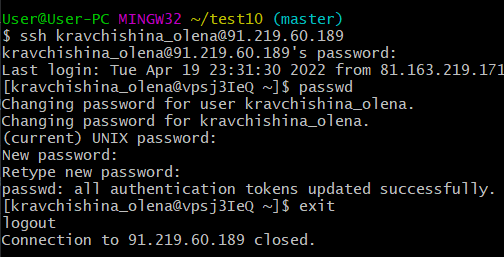 User@User-PC MINGW32 ~/test10 (master)
$ ssh kravchishina_olena@91.219.60.189
kravchishina_olena@91.219.60.189's password:
Last login: Tue Apr 19 23:31:30 2022 from 81.163.219.171
[kravchishina_olena@vpsj3IeQ ~]$ passwd
Changing password for user kravchishina_olena.
Changing password for kravchishina_olena.
(current) UNIX password:
New password:
Retype new password:
passwd: all authentication tokens updated successfully.
[kravchishina_olena@vpsj3IeQ ~]$ exit
logout
Connection to 91.219.60.189 closed.